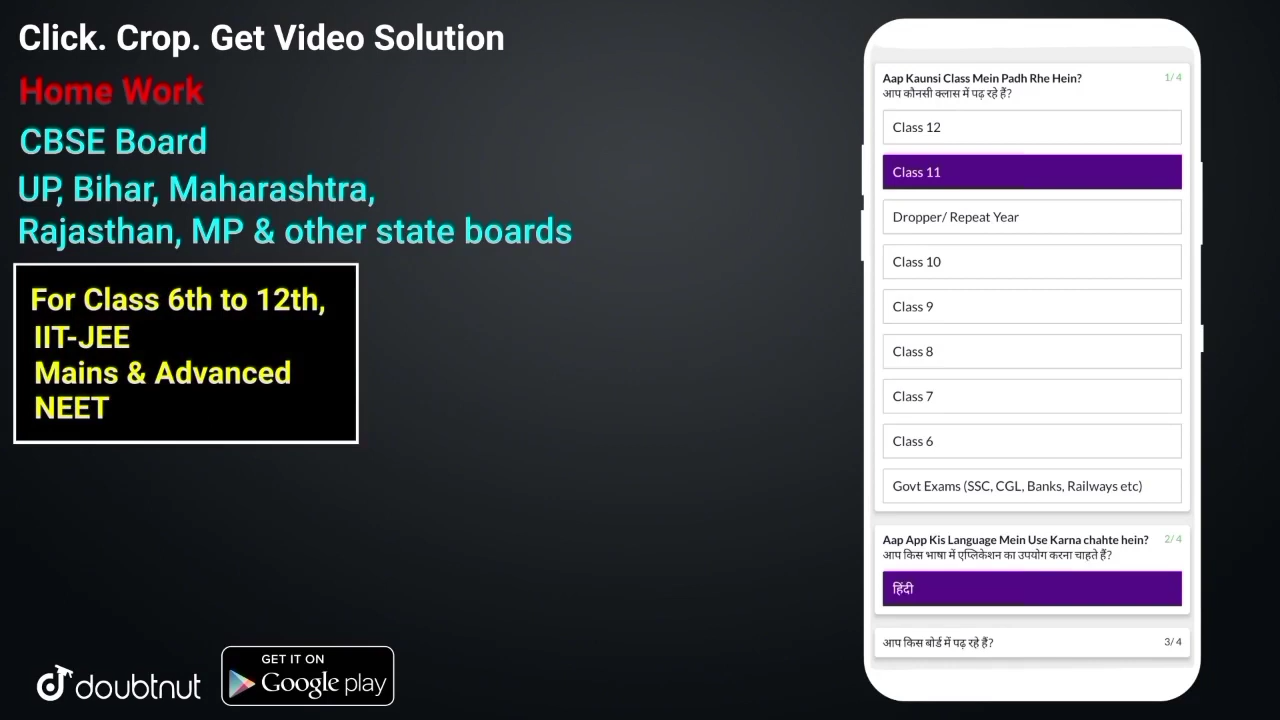 Click. Crop. Get Video Solution
Home Work
CBSE Board
UP, Bihar, Maharashtra,
Rajasthan, MP & other state boards
For Class 6th to 12th,
IIT-JEE
Mains & Advanced
NEET
doubtnut
GET IT ON
Google play
Aap Kaunsi Class Mein Padh Rhe Hein? 1/4
आप कौनसी क्लास में पढ़ रहे हैं?
Class 12
Class 11
Dropper/ Repeat Year
Class 10
Class 9
Class 8
Class 7
Class 6
Govt Exams (SSC, CGL, Banks, Railways etc)
Aap App Kis Language Mein Use Karna chahte hein? 2/4
आप किस भाषा में एप्लिकेशन का उपयोग करना चाहते हैं?
हिंदी
आप किस बोर्ड में पढ़ रहे हैं? 3/4